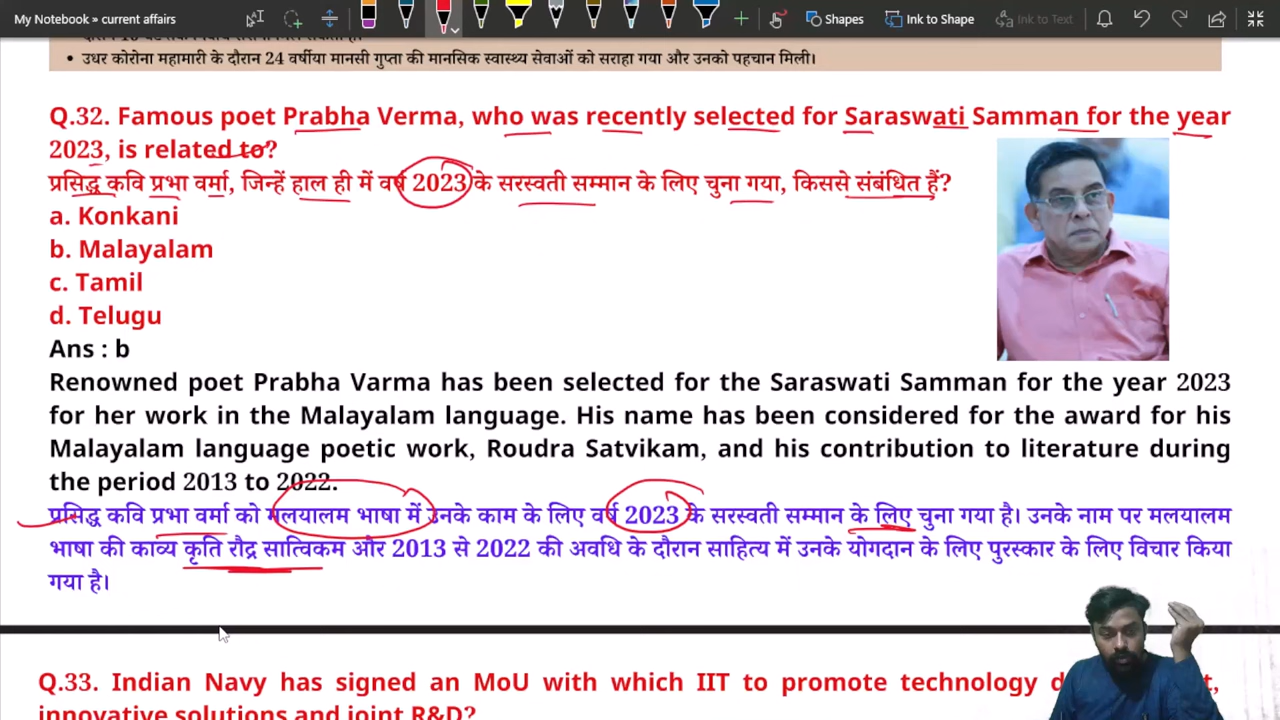 My Notebook » current affairs
Shapes
Ink to Shape
Ink to Text
• उधर कोरोना महामारी के दौरान 24 वर्षीया मानसी गुप्ता की मानसिक स्वास्थ्य सेवाओं को सराहा गया और उनको पहचान मिली।
Q.32. Famous poet Prabha Verma, who was recently selected for Saraswati Samman for the year
2023, is related to?
प्रसिद्ध कवि प्रभा वर्मा, जिन्हें हाल ही में वर्ष 2023 के सरस्वती सम्मान के लिए चुना गया, किससे संबंधित हैं?
a. Konkani
b. Malayalam
c. Tamil
d. Telugu
Ans : b
Renowned poet Prabha Varma has been selected for the Saraswati Samman for the year 2023
for her work in the Malayalam language. His name has been considered for the award for his
Malayalam language poetic work, Roudra Satvikam, and his contribution to literature during
the period 2013 to 2022.
प्रसिद्ध कवि प्रभा वर्मा को मलयालम भाषा में उनके काम के लिए वर्ष 2023 के सरस्वती सम्मान के लिए चुना गया है। उनके नाम पर मलयालम
भाषा की काव्य कृति रौद्र सात्विकम और 2013 से 2022 की अवधि के दौरान साहित्य में उनके योगदान के लिए पुरस्कार के लिए विचार किया
गया है।
Q.33. Indian Navy has signed an MoU with which IIT to promote technology
innovative solutions and joint R&D?